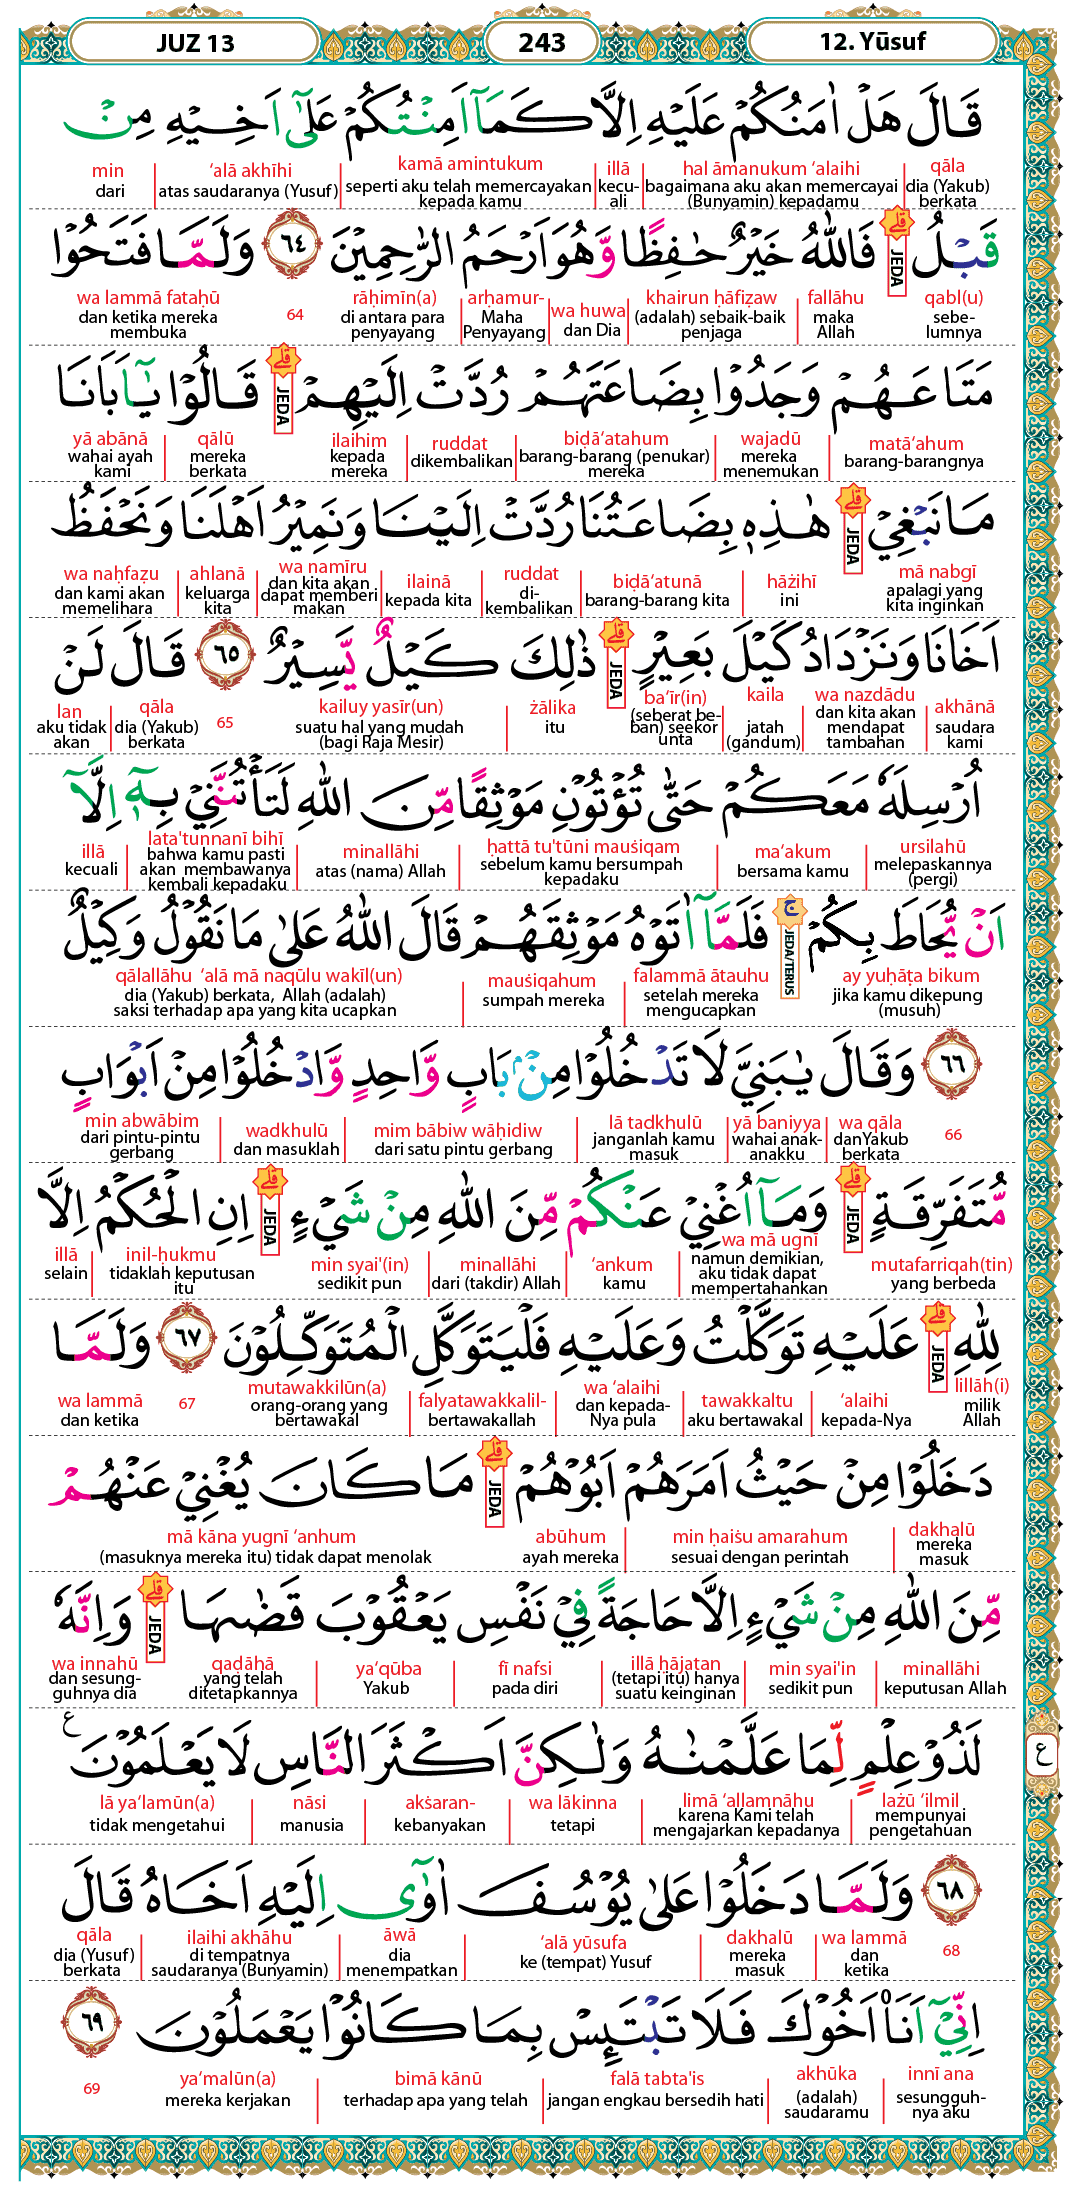 JUZ 13 243 12. Yūsuf
قَالَ هَلْ اٰمَنُكُمْ عَلَيْهِ اِلَّا كَمَآ اَمِنْتُكُمْ عَلٰٓى اَخِيْهِ مِنْ
qāla hal āmanukum ‘alaihi illā kamā amintukum ‘alā akhīhi min
dia (Yakub) berkata bagaimana aku akan memercayai (Bunyamin) kepadamu kecu-ali seperti aku telah memercayakan kepada kamu atas saudaranya (Yusuf) dari
قَبْلُ ۗ JEDA فَاللّٰهُ خَيْرٌ حٰفِظًا وَّهُوَ اَرْحَمُ الرّٰحِمِيْنَ ٦٤ وَلَمَّا فَتَحُوْا
qabl(u) fallāhu khairun ḥāfiẓaw wa huwa arḥamur- rāḥimīn(a) 64 wa lammā fataḥū
sebe-lumnya maka Allah (adalah) sebaik-baik penjaga dan Dia Maha Penyayang di antara para penyayang dan ketika mereka membuka
مَتَاعَهُمْ وَجَدُوْا بِضَاعَتَهُمْ رُدَّتْ اِلَيْهِمْ ۗ JEDA قَالُوْا يٰٓاَبَانَا
matā‘ahum wajadū biḍā‘atahum ruddat ilaihim qālū yā abānā
barang-barangnya mereka menemukan barang-barang (penukar) mereka dikembalikan kepada mereka mereka berkata wahai ayah kami
مَا نَبْغِيْ ۗ JEDA هٰذِهٖ بِضَاعَتُنَا رُدَّتْ اِلَيْنَا وَنَمِيْرُ اَهْلَنَا وَنَحْفَظُ
mā nabgī hāżihī biḍā‘atunā ruddat ilainā wa namīru ahlanā wa naḥfaẓu
apalagi yang kita inginkan ini barang-barang kita di-kembalikan kepada kita dan kita akan dapat memberi makan keluarga kita dan kami akan memelihara
اَخَانَا وَنَزْدَادُ كَيْلَ بَعِيْرٍ ۗ JEDA ذٰلِكَ كَيْلٌ يَّسِيْرٌ ٦٥ قَالَ لَنْ
akhānā wa nazdādu kaila ba‘īr(in) żālika kailuy yasīr(un) 65 qāla lan
saudara kami dan kita akan mendapat tambahan jatah (gandum) (seberat be-ban) seekor unta itu suatu hal yang mudah (bagi Raja Mesir) dia (Yakub) berkata aku tidak akan
اُرْسِلَهٗ مَعَكُمْ حَتّٰى تُؤْتُوْنِ مَوْثِقًا مِّنَ اللّٰهِ لَتَأْتُنَّنِيْ بِهٖٓ اِلَّآ
ursilahū ma‘akum ḥattā tu'tūni mauṡiqam minallāhi lata'tunnanī bihī illā
melepaskannya (pergi) bersama kamu sebelum kamu bersumpah kepadaku atas (nama) Allah bahwa kamu pasti akan membawanya kembali kepadaku kecuali
اَنْ يُّحَاطَ بِكُمْ ۚ JEDA/TERUS فَلَمَّآ اٰتَوْهُ مَوْثِقَهُمْ قَالَ اللّٰهُ عَلٰى مَا نَقُوْلُ وَكِيْلٌ
ay yuḥāṭa bikum falammā ātauhu mauṡiqahum qālallāhu ‘alā mā naqūlu wakīl(un)
jika kamu dikepung (musuh) setelah mereka mengucapkan sumpah mereka dia (Yakub) berkata, Allah (adalah) saksi terhadap apa yang kita ucapkan
٦٦ وَقَالَ يٰبَنِيَّ لَا تَدْخُلُوْا مِنْۢ بَابٍ وَّاحِدٍ وَّادْخُلُوْا مِنْ اَبْوَابٍ
66 wa qāla yā baniyya lā tadkhulū mim bābiw wāḥidiw wadkhulū min abwābim
danYakub berkata wahai anak-anakku janganlah kamu masuk dari satu pintu gerbang dan masuklah dari pintu-pintu gerbang
مُّتَفَرِّقَةٍ ۗ JEDA وَمَآ اُغْنِيْ عَنْكُمْ مِّنَ اللّٰهِ مِنْ شَيْءٍ ۗ JEDA اِنِ الْحُكْمُ اِلَّا
mutafarriqah(tin) wa mā ugnī ‘ankum minallāhi min syai'(in) inil-ḥukmu illā
yang berbeda namun demikian, aku tidak dapat mempertahankan kamu dari (takdir) Allah sedikit pun tidaklah keputusan itu selain
لِلّٰهِ ۗ JEDA عَلَيْهِ تَوَكَّلْتُ وَعَلَيْهِ فَلْيَتَوَكَّلِ الْمُتَوَكِّلُوْنَ ٦٧ وَلَمَّا
lillāh(i) ‘alaihi tawakkaltu wa ‘alaihi falyatawakkalil- mutawakkilūn(a) 67 wa lammā
milik Allah kepada-Nya aku bertawakal dan kepada-Nya pula bertawakallah orang-orang yang bertawakal dan ketika
دَخَلُوْا مِنْ حَيْثُ اَمَرَهُمْ اَبُوْهُمْ ۗ JEDA مَا كَانَ يُغْنِيْ عَنْهُمْ
dakhalū min ḥaiṡu amarahum abūhum mā kāna yugnī ‘anhum
mereka masuk sesuai dengan perintah ayah mereka (masuknya mereka itu) tidak dapat menolak
مِّنَ اللّٰهِ مِنْ شَيْءٍ اِلَّا حَاجَةً فِيْ نَفْسِ يَعْقُوْبَ قَضٰىهَا ۗ JEDA وَاِنَّهٗ
minallāhi min syai'in illā ḥājatan fī nafsi ya‘qūba qaḍāhā wa innahū
keputusan Allah sedikit pun (tetapi itu) hanya suatu keinginan pada diri Yakub yang telah ditetapkannya dan sesung-guhnya dia
لَذُوْ عِلْمٍ لِّمَا عَلَّمْنٰهُ وَلٰكِنَّ اَكْثَرَ النَّاسِ لَا يَعْلَمُوْنَ ع
lażū ‘ilmil limā ‘allamnāhu wa lākinna akṡaran- nāsi lā ya‘lamūn(a)
mempunyai pengetahuan karena Kami telah mengajarkan kepadanya tetapi kebanyakan manusia tidak mengetahui
ع
٦٨ وَلَمَّا دَخَلُوْا عَلٰى يُوْسُفَ اٰوٰٓى اِلَيْهِ اَخَاهُ قَالَ
68 wa lammā dakhalū ‘alā yūsufa āwā ilaihi akhāhu qāla
dan ketika mereka masuk ke (tempat) Yusuf dia menempatkan di tempatnya saudaranya (Bunyamin) dia (Yusuf) berkata
اِنِّيْٓ اَنَا۠ اَخُوْكَ فَلَا تَبْتَىِٕسْ بِمَا كَانُوْا يَعْمَلُوْنَ ٦٩
innī ana akhūka falā tabta'is bimā kānū ya‘malūn(a) 69
sesungguh-nya aku (adalah) saudaramu jangan engkau bersedih hati terhadap apa yang telah mereka kerjakan